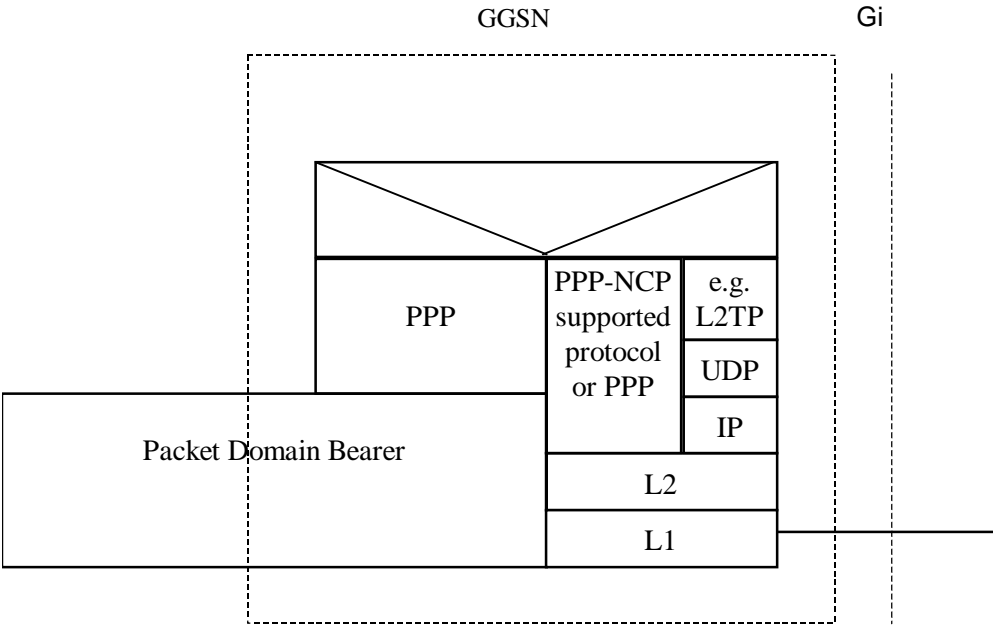 GGSN
Gi
PPP
PPP-NCP
supported
protocol
or PPP
e.g.
L2TP
UDP
IP
Packet Domain Bearer
L2
L1